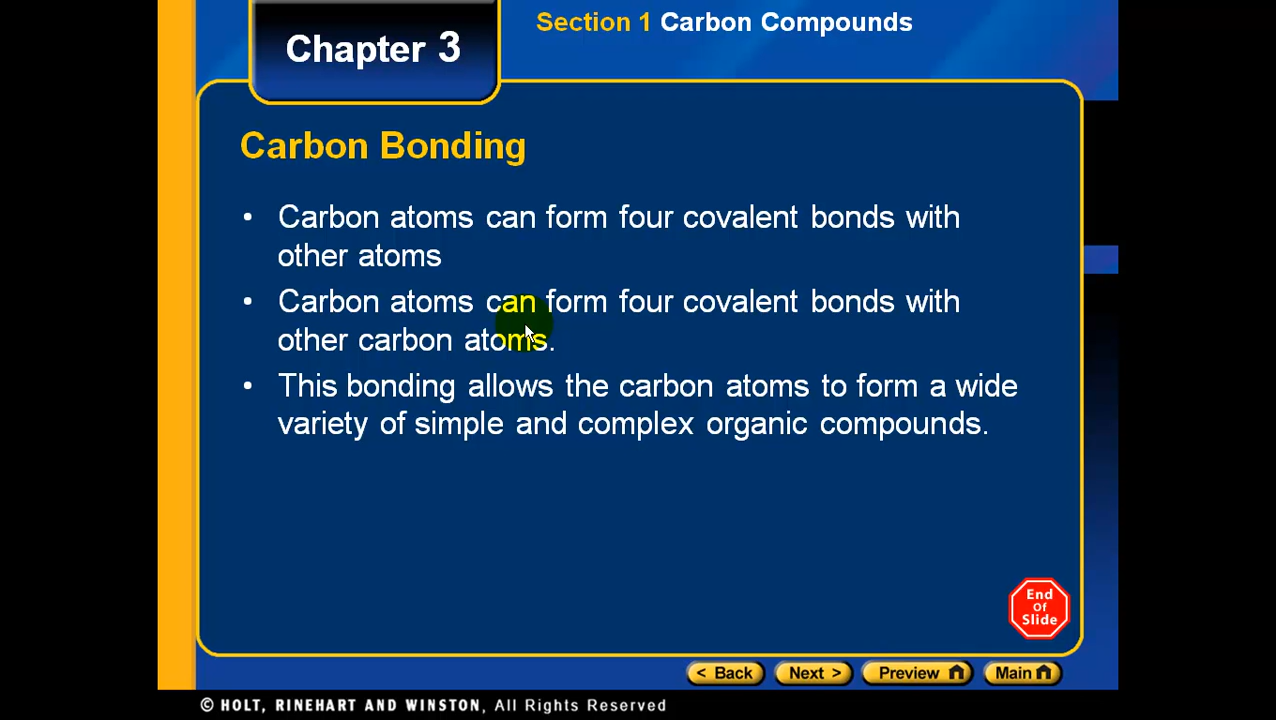 Chapter 3
Section 1 Carbon Compounds
Carbon Bonding
• Carbon atoms can form four covalent bonds with
other atoms
• Carbon atoms can form four covalent bonds with
other carbon atoms.
• This bonding allows the carbon atoms to form a wide
variety of simple and complex organic compounds.
End
Of
Slide
< Back
Next >
Preview
Main
© HOLT, RINEHART AND WINSTON, All Rights Reserved